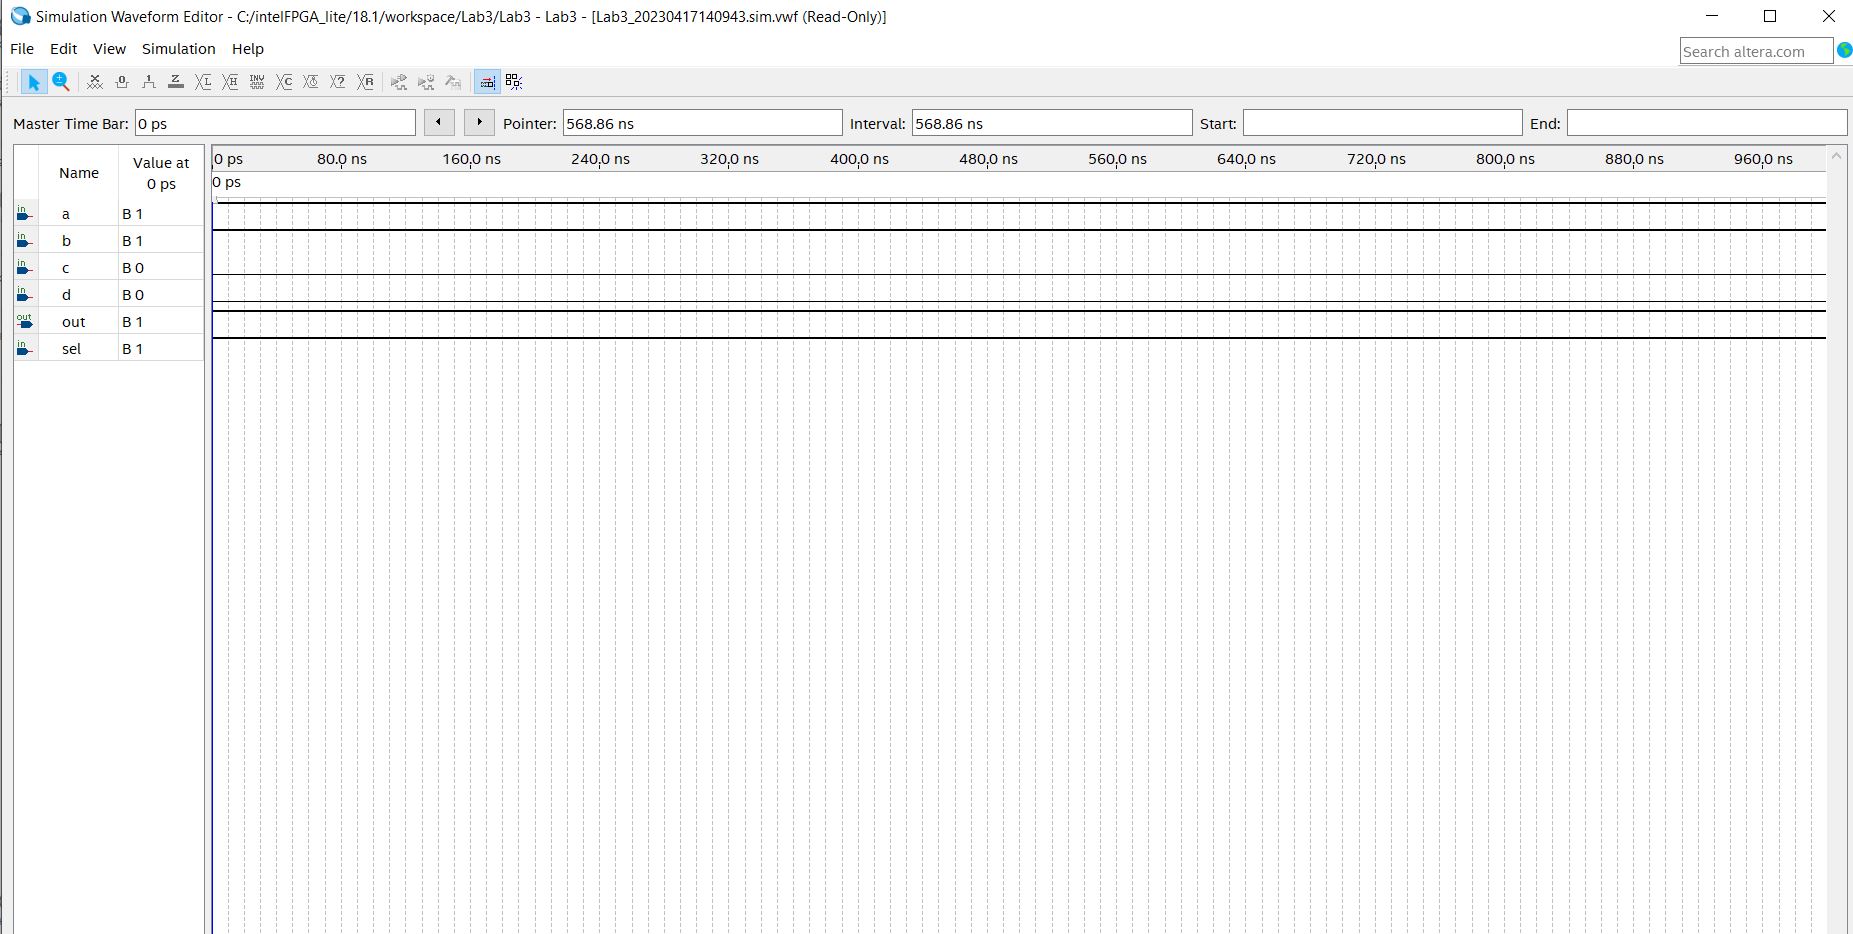 Simulation Waveform Editor - C:/intelFPGA_lite/18.1/workspace/Lab3/Lab3 - Lab3 - [Lab3_20230417140943.sim.vwf (Read-Only)]
File Edit View Simulation Help
Search altera.com
Master Time Bar: 0 ps Pointer: 568.86 ns Interval: 568.86 ns Start: End:
Name Value at 0 ps
0 ps 80.0 ns 160.0 ns 240.0 ns 320.0 ns 400.0 ns 480.0 ns 560.0 ns 640.0 ns 720.0 ns 800.0 ns 880.0 ns 960.0 ns
0 ps
in a B 1
in b B 1
in c B 0
in d B 0
out out B 1
in sel B 1